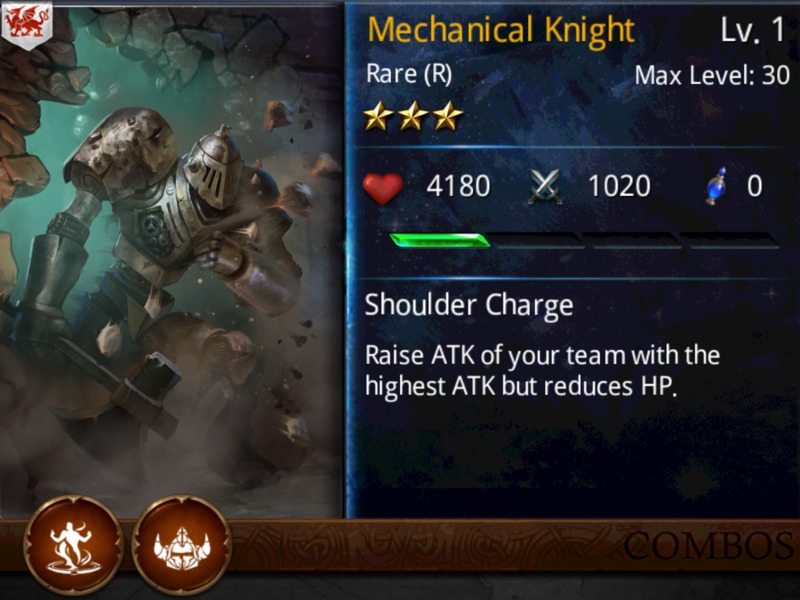 Mechanical Knight Lv. 1
Rare (R) Max Level: 30
4180 1020 0
Shoulder Charge
Raise ATK of your team with the
highest ATK but reduces HP.
COMBOS